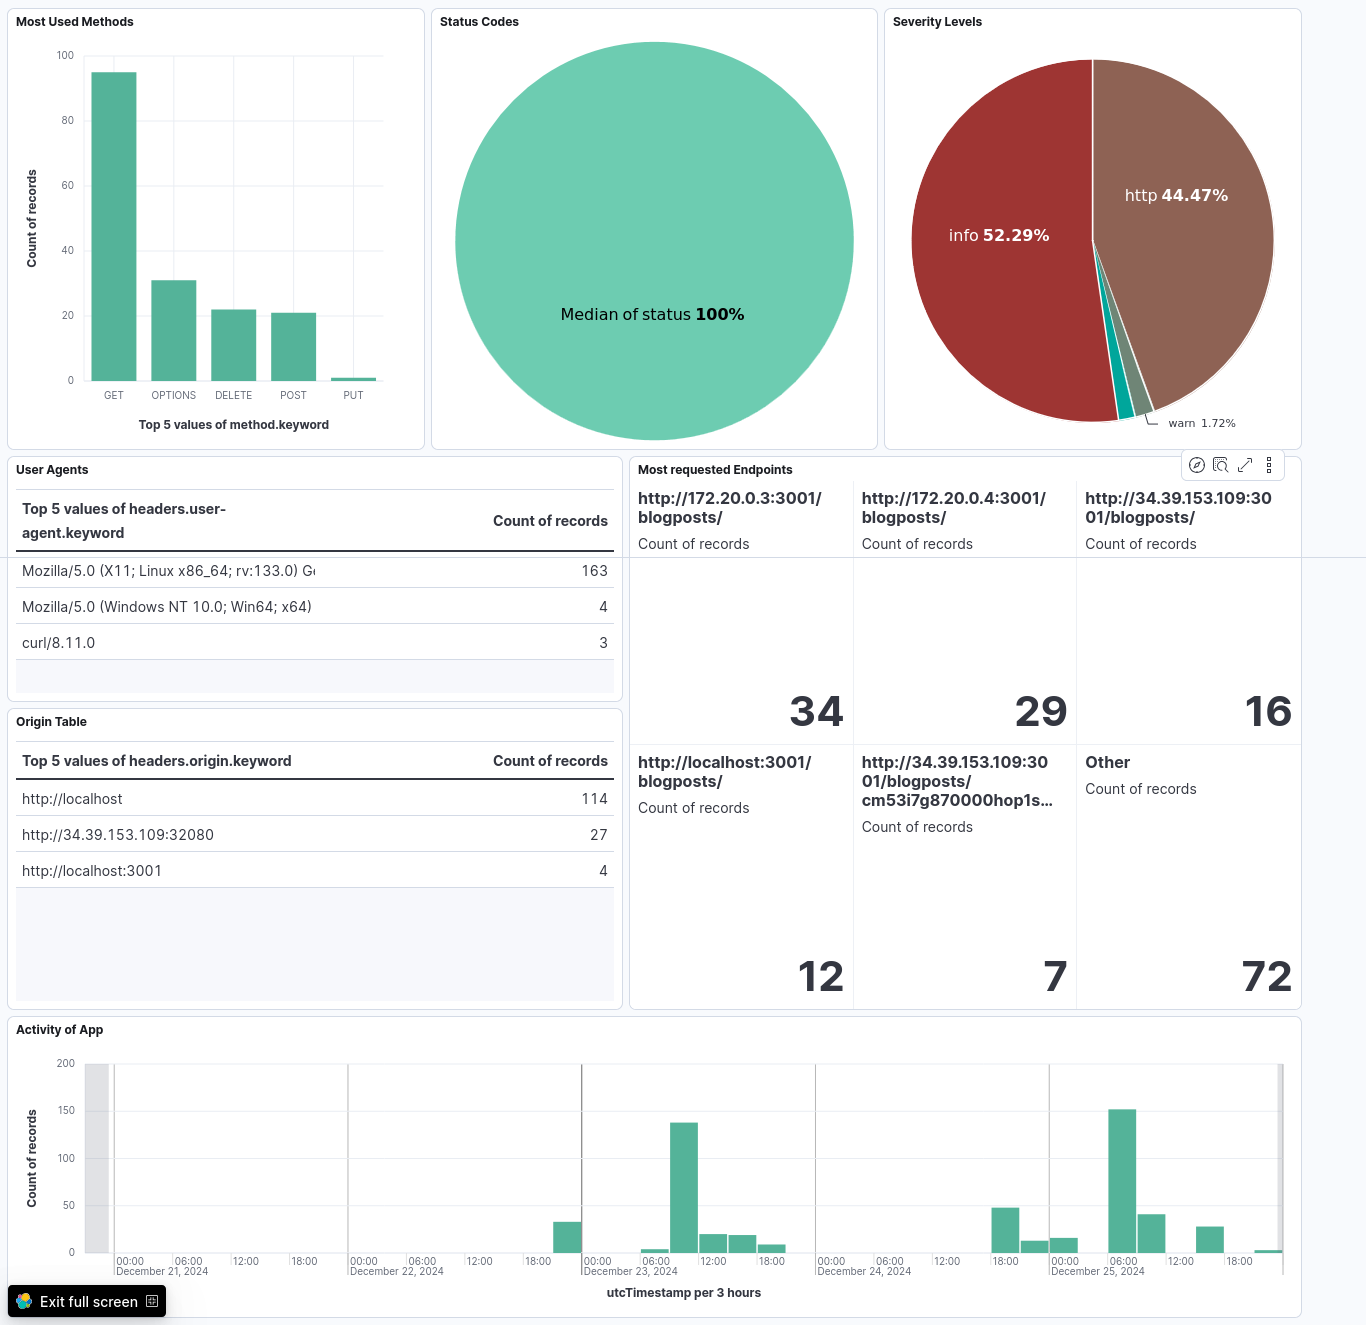 Most Used Methods
Count of records
100
80
60
40
20
0
GET OPTIONS DELETE POST PUT
Top 5 values of method.keyword
Status Codes
Median of status 100%
Severity Levels
http 44.47%
info 52.29%
warn 1.72%
User Agents
Top 5 values of headers.user-
agent.keyword
Count of records
Mozilla/5.0 (X11; Linux x86_64; rv:133.0) 163
Mozilla/5.0 (Windows NT 10.0; Win64; x64) 4
curl/8.11.0 3
Most requested Endpoints
http://172.20.0.3:3001/
blogposts/
Count of records
34
http://172.20.0.4:3001/
blogposts/
Count of records
29
http://34.39.153.109:30
01/blogposts/
Count of records
16
http://localhost:3001/
blogposts/
Count of records
12
http://34.39.153.109:30
01/blogposts/
cm53i7g870000hop1s...
Count of records
7
Other
Count of records
72
Origin Table
Top 5 values of headers.origin.keyword Count of records
http://localhost 114
http://34.39.153.109:32080 27
http://localhost:3001 4
Activity of App
Count of records
200
150
100
50
0
00:00 06:00 12:00 18:00 00:00 06:00 12:00 18:00 00:00 06:00 12:00 18:00 00:00 06:00 12:00 18:00 00:00 06:00 12:00 18:00
December 21, 2024 December 22, 2024 December 23, 2024 December 24, 2024 December 25, 2024
utcTimestamp per 3 hours
Exit full screen